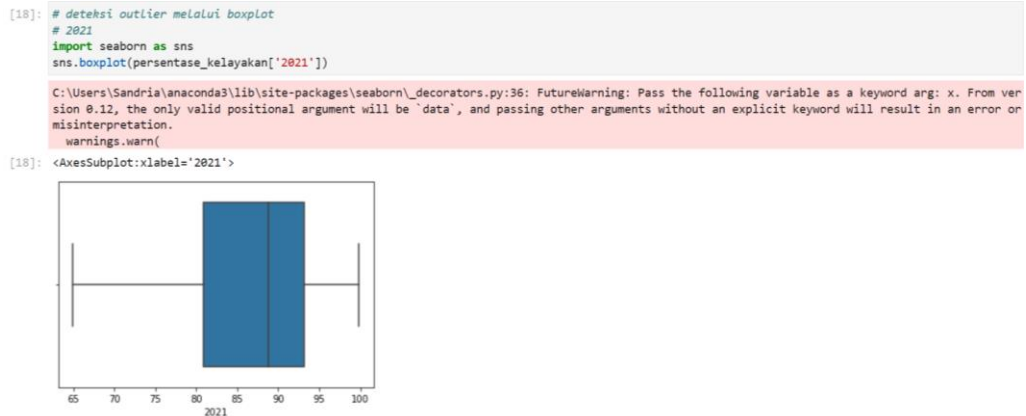 [18]: # deteksi outlier melalui boxplot
# 2021
import seaborn as sns
sns.boxplot(persentase_kelayakan['2021'])
C:\Users\Sandria\anaconda3\lib\site-packages\seaborn\_decorators.py:36: FutureWarning: Pass the following variable as a keyword arg: x. From ver
sion 0.12, the only valid positional argument will be `data`, and passing other arguments without an explicit keyword will result in an error or
misinterpretation.
warnings.warn(
[18]: <AxesSubplot:xlabel='2021'>
65 70 75 80 85 90 95 100
2021